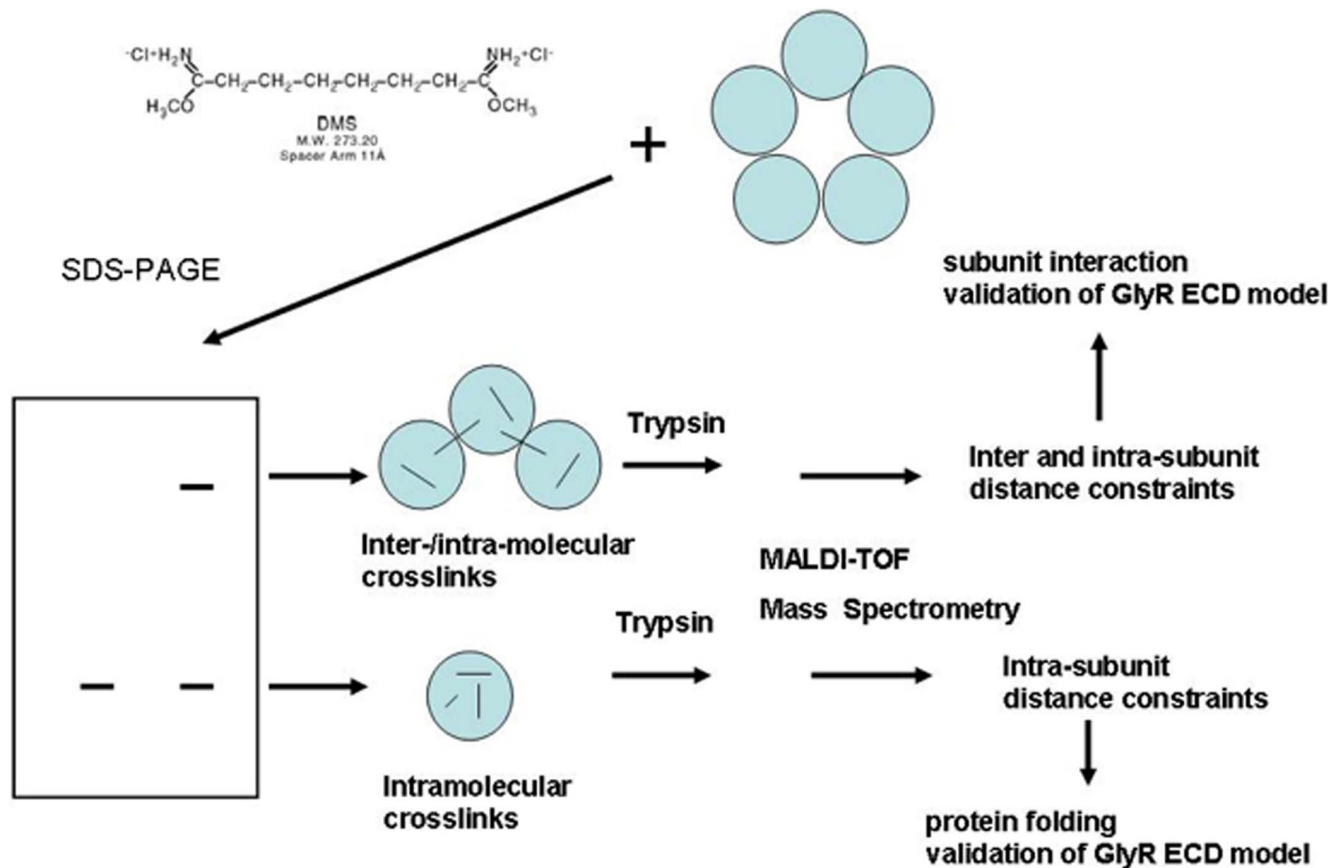 -Cl+H2N
NH2+Cl-
C-CH2-CH2-CH2-CH2-CH2-CH2-C
H3CO
OCH3
DMS
M.W. 273.20
Spacer Arm 11Å
+
SDS-PAGE
subunit interaction
validation of GlyR ECD model
Trypsin
Inter and intra-subunit
distance constraints
Inter-/intra-molecular
crosslinks
MALDI-TOF
Mass Spectrometry
Trypsin
Intra-subunit
distance constraints
Intramolecular
crosslinks
protein folding
validation of GlyR ECD model